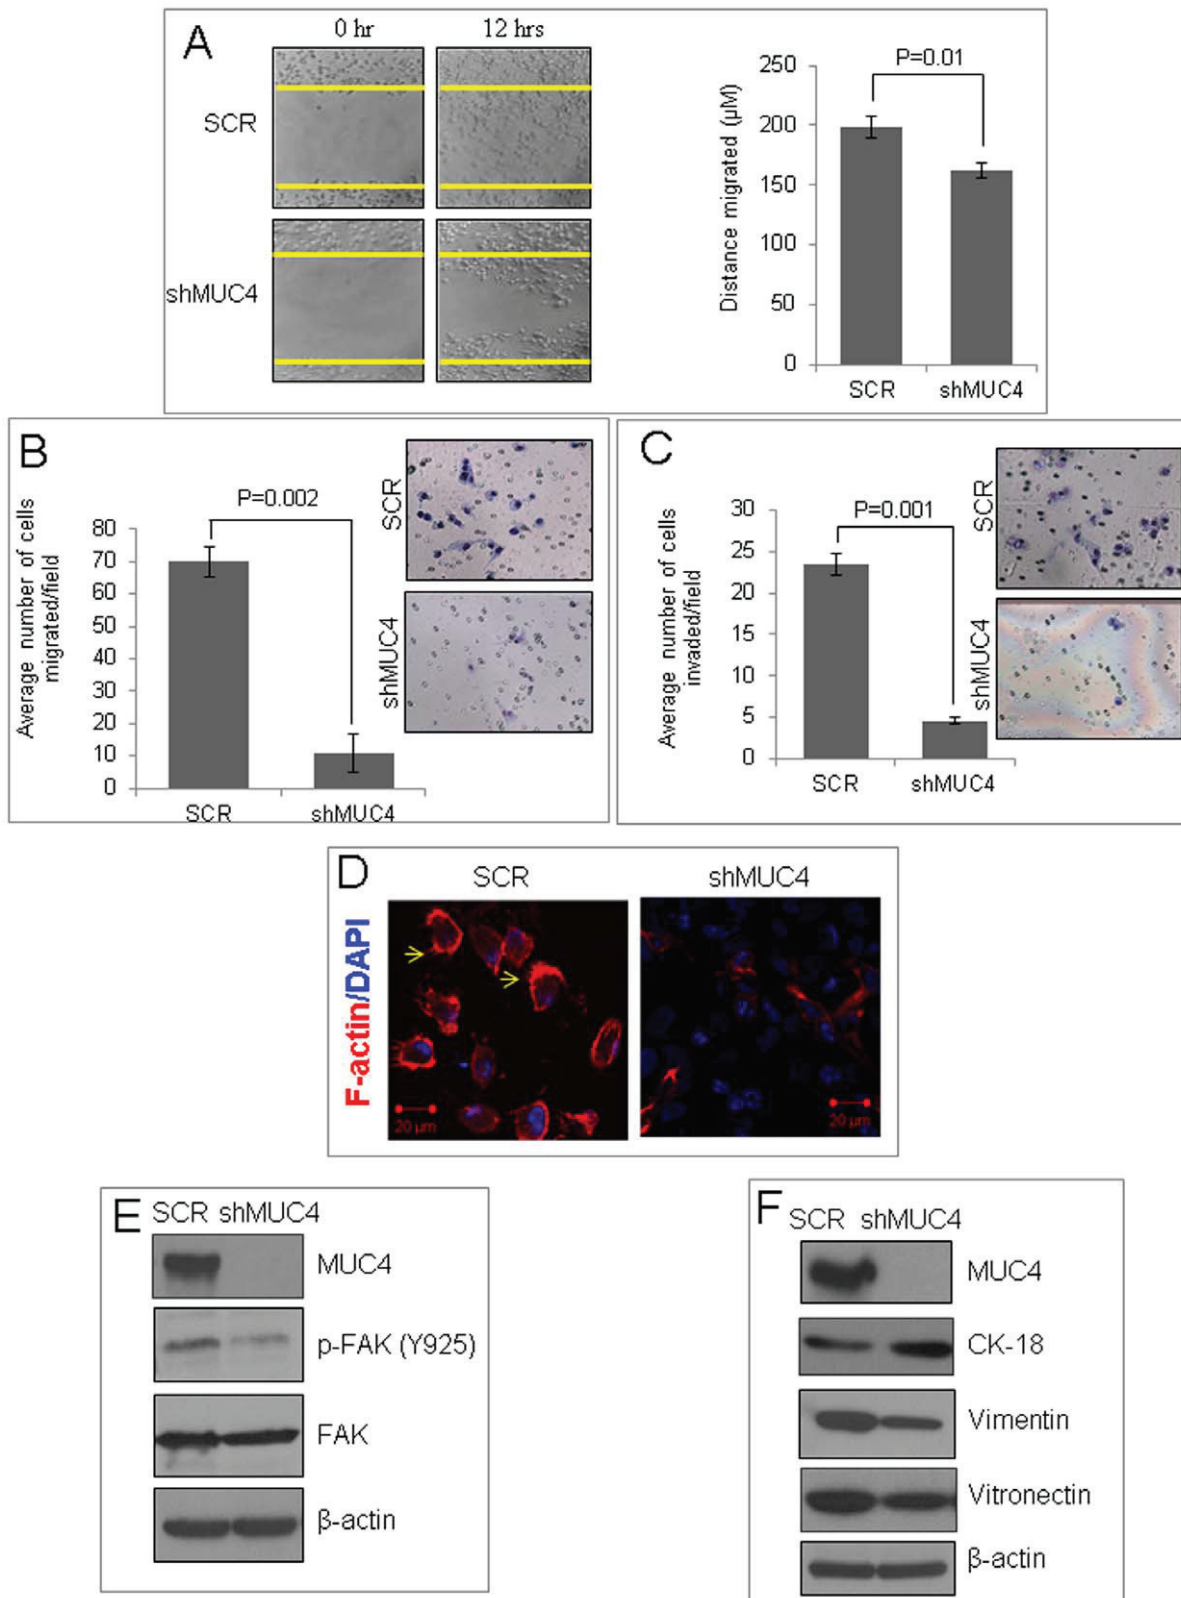 A
0 hr
12 hrs
SCR
shMUC4
Distance migrated (µM)
250
200
150
100
50
0
P=0.01
SCR
shMUC4
B
Average number of cells
migrated/field
80
70
60
50
40
30
20
10
0
P=0.002
SCR
shMUC4
SCR
shMUC4
C
Average number of cells
invaded/field
30
25
20
15
10
5
0
P=0.001
SCR
shMUC4
SCR
shMUC4
D
SCR
shMUC4
F-actin/DAPI
20 µm
20 µm
E
SCR shMUC4
MUC4
p-FAK (Y925)
FAK
β-actin
F
SCR shMUC4
MUC4
CK-18
Vimentin
Vitronectin
β-actin